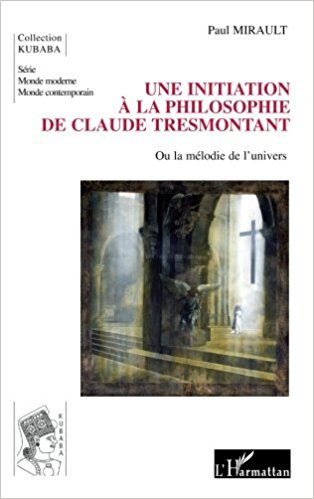 Collection
KUBABA
Série
Monde moderne
Monde contemporain
Paul MIRAULT
UNE INITIATION
À LA PHILOSOPHIE
DE CLAUDE TRESMONTANT
Ou la mélodie de l'univers
KUBABA
L'Harmattan